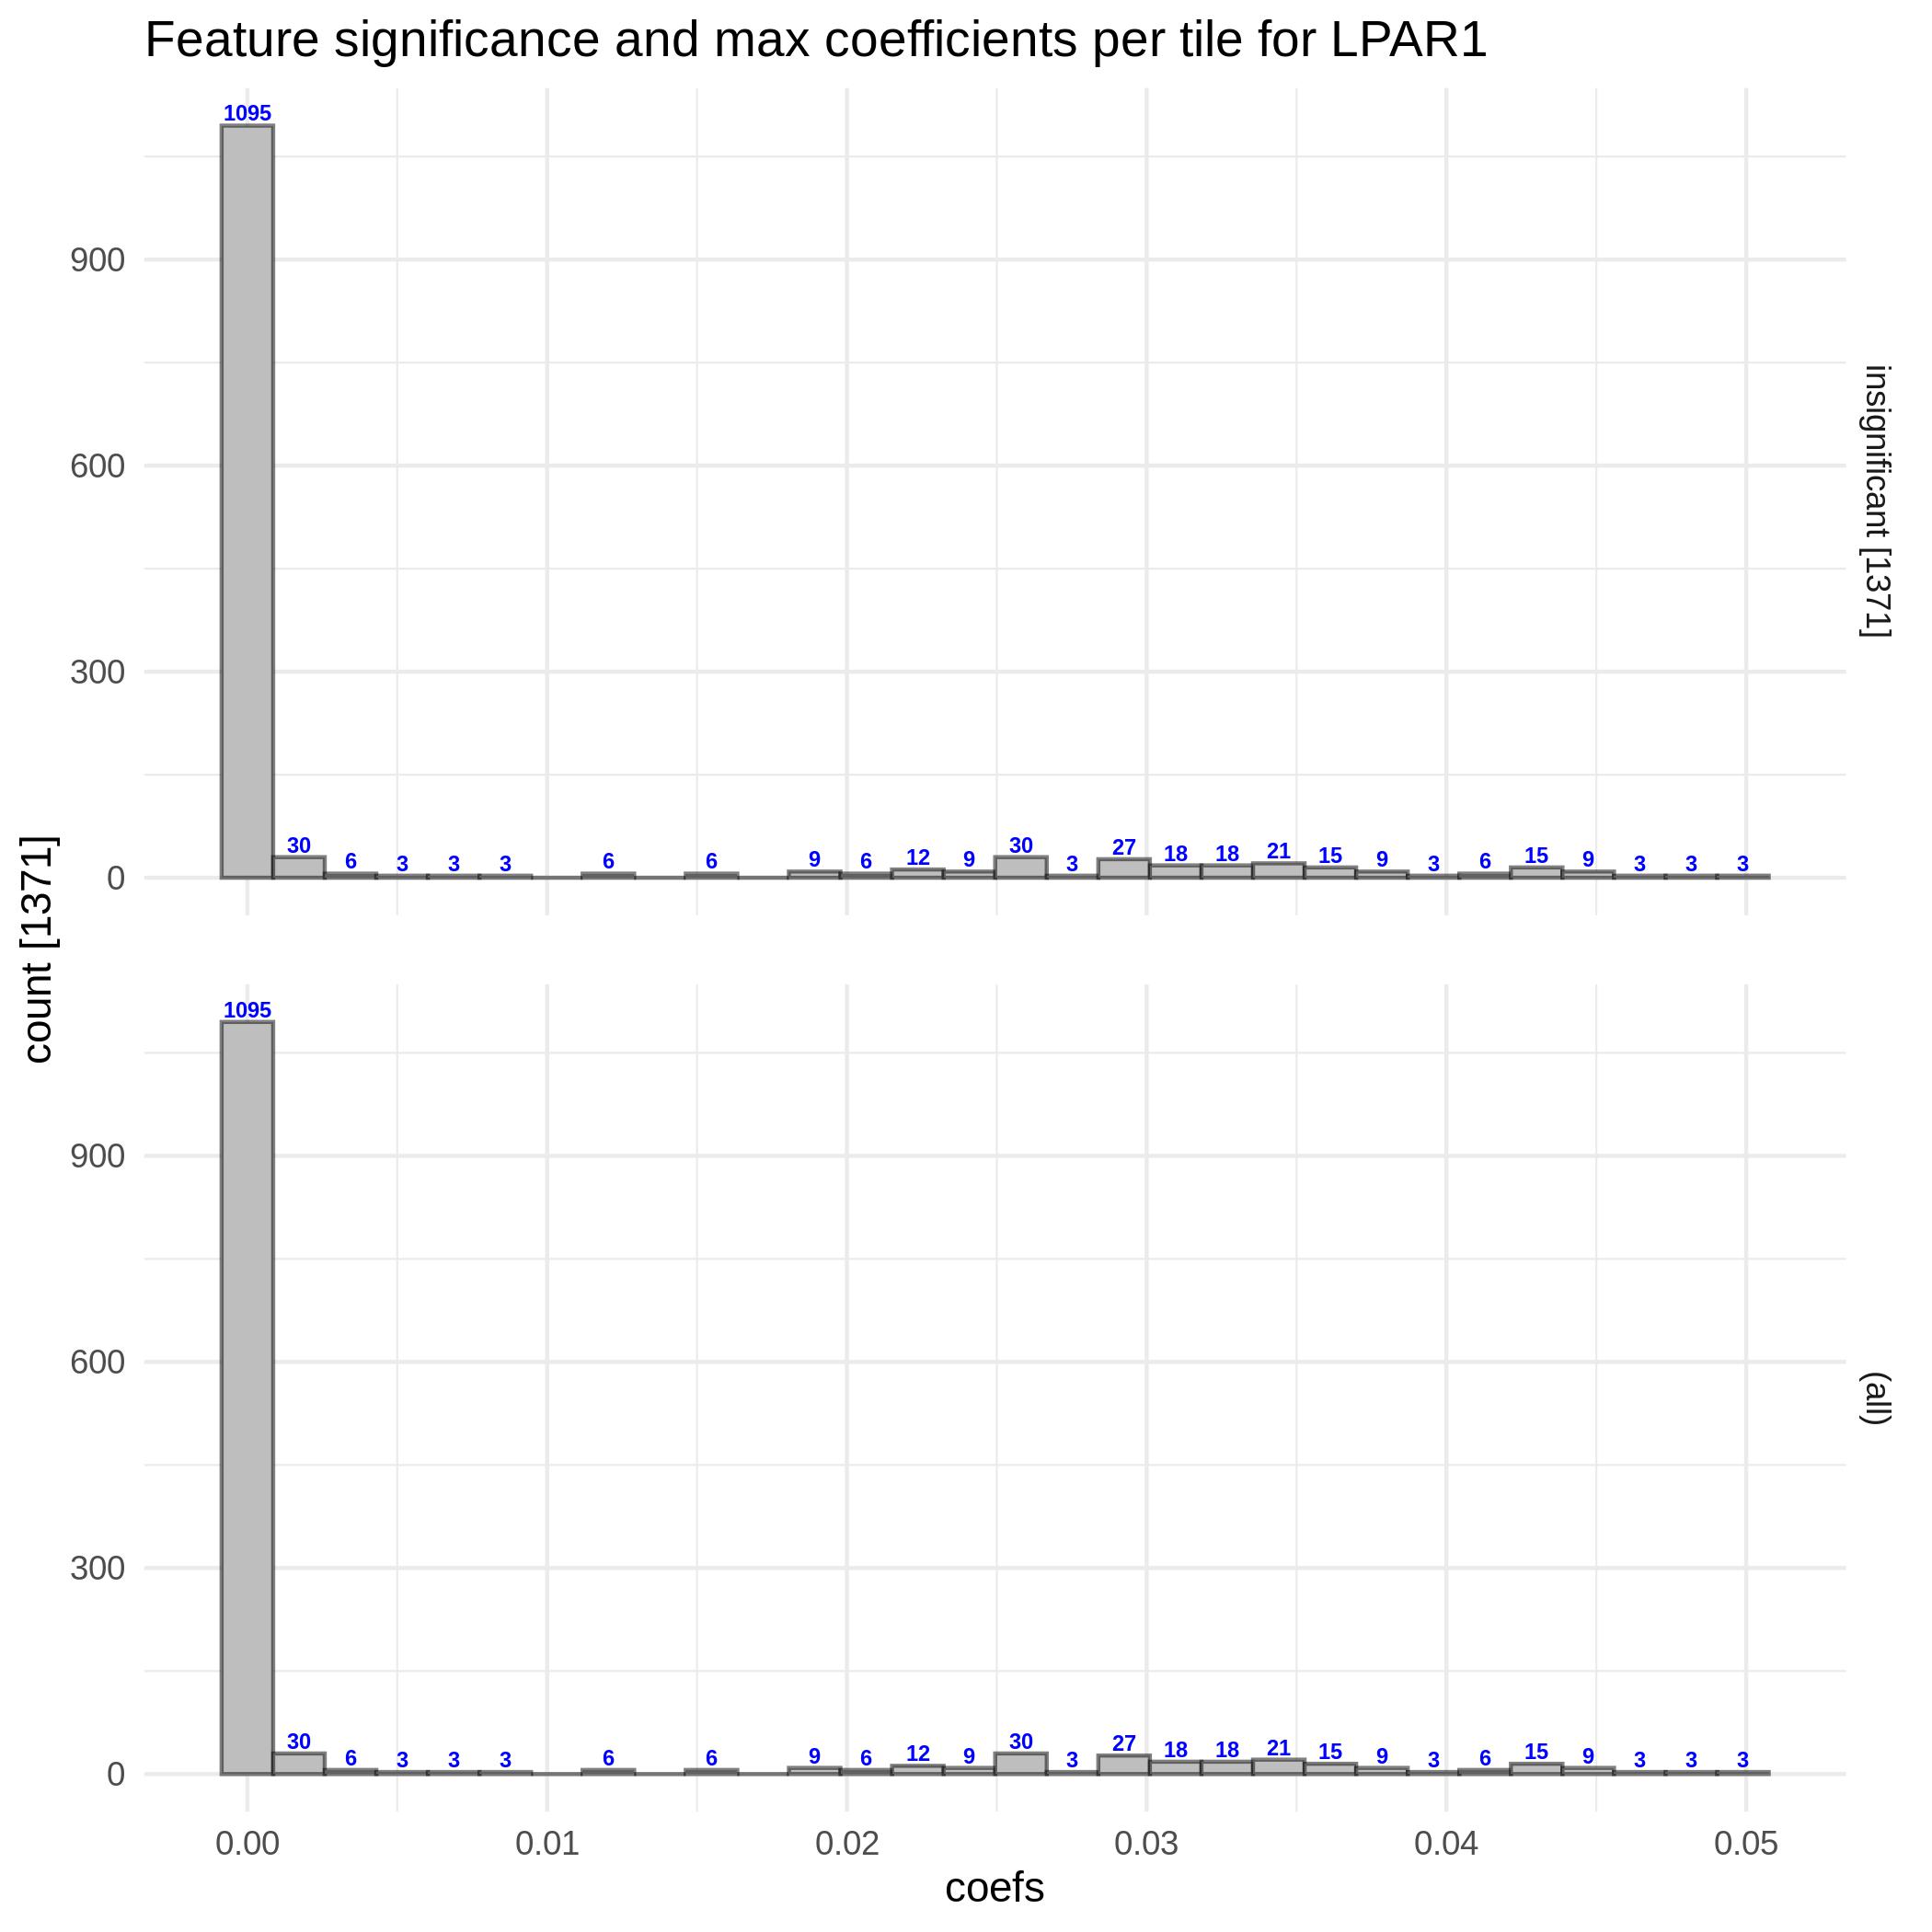 Feature significance and max coefficients per tile for LPAR1
count [1371]
1095
900
600
300
0
30 6 3 3 3 6 6 9 6 12 9 30 3 27 18 18 21 15 9 3 6 15 9 3 3 3
insignificant [1371]
1095
900
600
300
0
30 6 3 3 3 6 6 9 6 12 9 30 3 27 18 18 21 15 9 3 6 15 9 3 3 3
(all)
0.00 0.01 0.02 0.03 0.04 0.05
coefs